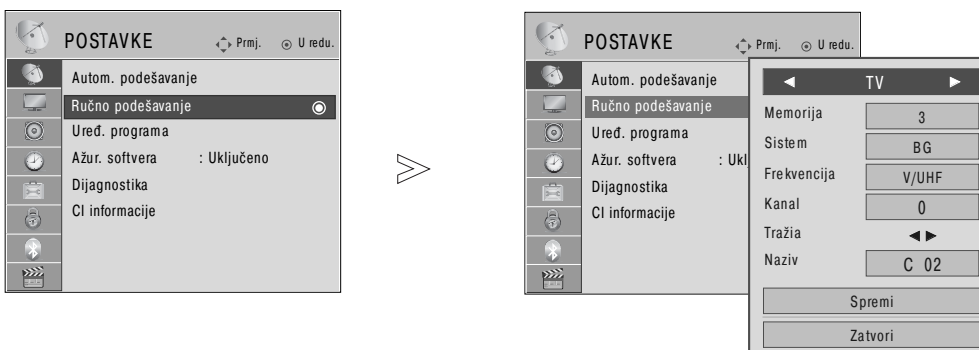 POSTAVKE Prmj. U redu.
Autom. podešavanje
Ručno podešavanje
Uređ. programa
Ažur. softvera : Uključeno
Dijagnostika
CI informacije
POSTAVKE Prmj. U redu.
Autom. podešavanje
Ručno podešavanje
Uređ. programa
Ažur. softvera : Ukl
Dijagnostika
CI informacije
◄ TV ►
Memorija 3
Sistem BG
Frekvencija V/UHF
Kanal 0
Tražia ◄ ►
Naziv C 02
Spremi
Zatvori